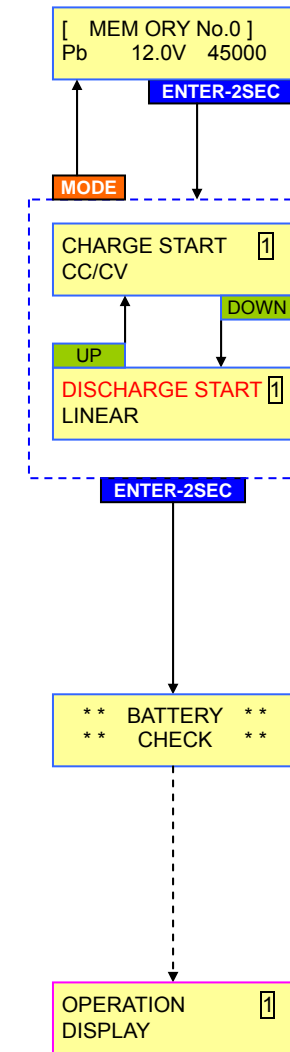 [ MEM ORY No.0 ]
Pb 12.0V 45000
ENTER-2SEC
MODE
CHARGE START 1
CC/CV
DOWN
UP
DISCHARGE START 1
LINEAR
ENTER-2SEC
* * BATTERY * *
* * CHECK * *
OPERATION 1
DISPLAY